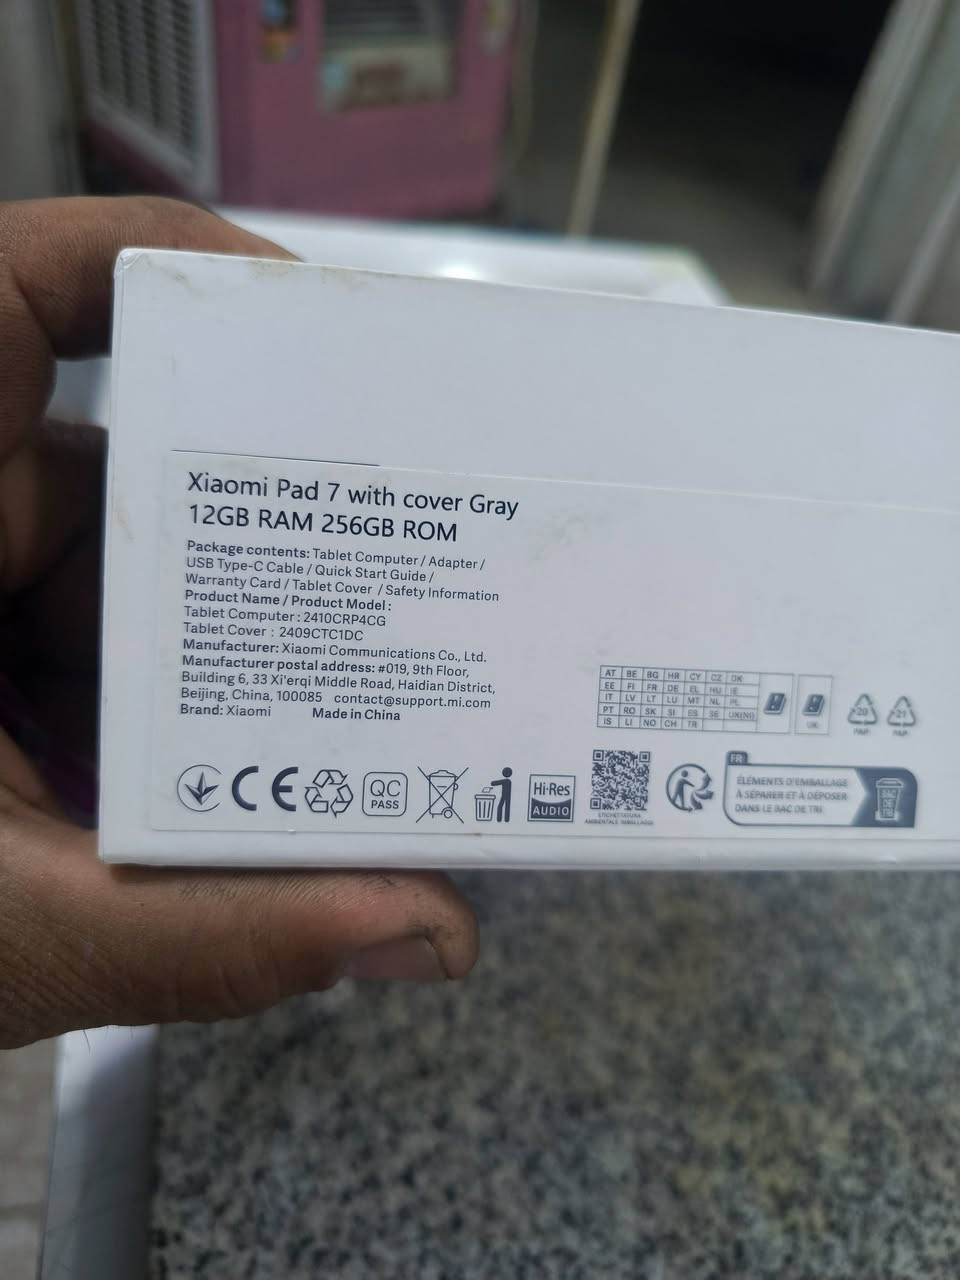 Xiaomi Pad 7 with cover Gray
12GB RAM 256GB ROM
Package contents: Tablet Computer / Adapter /
USB Type-C Cable / Quick Start Guide /
Warranty Card / Tablet Cover / Safety Information
Product Name / Product Model :
Tablet Computer : 2410CRP4CG
Tablet Cover : 2409CTC1DC
Manufacturer: Xiaomi Communications Co., Ltd.
Manufacturer postal address: #019, 9th Floor,
Building 6, 33 Xi'erqi Middle Road, Haidian District,
Beijing, China, 100085 contact@support.mi.com
Brand: Xiaomi Made in China
AT BE BG HR CY CZ DK
EE FI FR DE EL HU IE
IT LV LT LU MT NL PL
PT RO SK SI ES SE UK(NI)
IS LI NO CH TR
UK
20
PAP
21
PAP
CE
QC
PASS
Hi-Res
AUDIO
ETICHETTATURA
AMBIENTALE IMBALLAGGI
FR
ÉLÉMENTS D'EMBALLAGE
À SÉPARER ET À DÉPOSER
DANS LE BAC DE TRI
BAC
DE
TRI